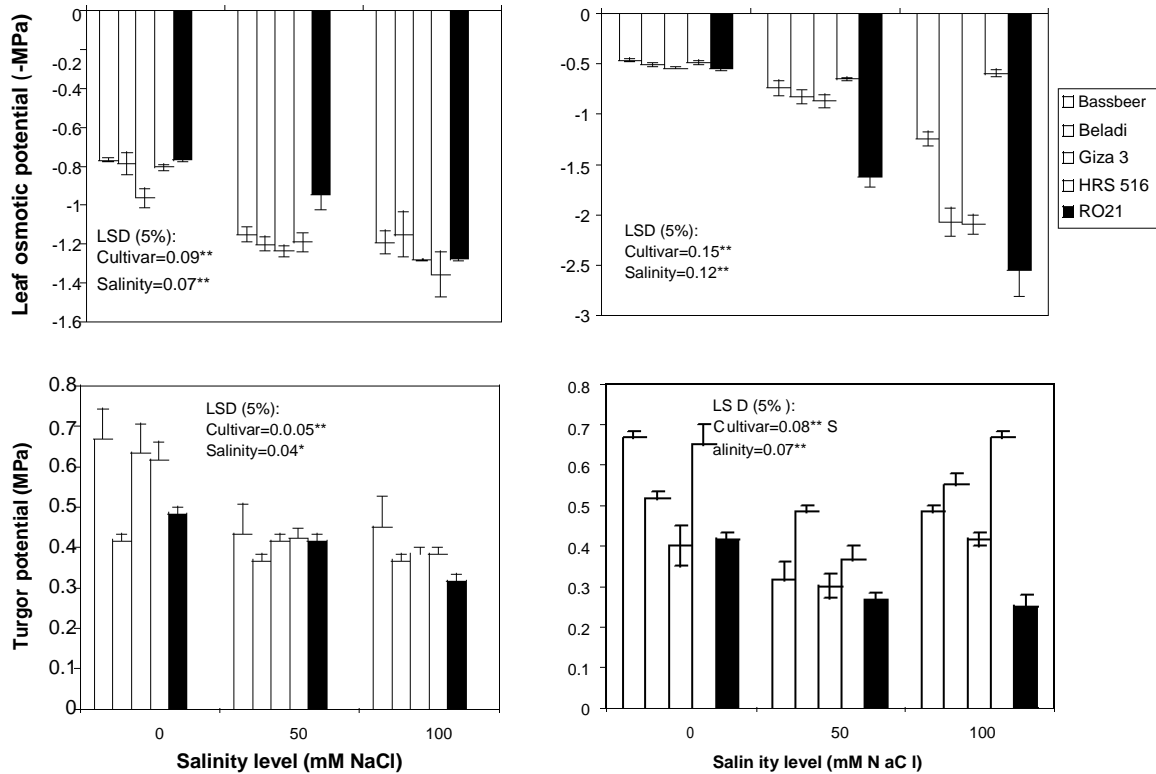 Leaf osmotic potential (-MPa)
0
-0.2
-0.4
-0.6
-0.8
-1
-1.2
-1.4
-1.6
LSD (5%):
Cultivar=0.09**
Salinity=0.07**
0
-0.5
-1
-1.5
-2
-2.5
-3
LSD (5%):
Cultivar=0.15**
Salinity=0.12**
Bassbeer
Beladi
Giza 3
HRS 516
RO21
Turgor potential (MPa)
0.8
0.7
0.6
0.5
0.4
0.3
0.2
0.1
0
LSD (5%):
Cultivar=0.0.05**
Salinity=0.04*
0
50
100
Salinity level (mM NaCl)
0.8
0.7
0.6
0.5
0.4
0.3
0.2
0.1
0
LS D (5% ):
C ultivar=0.08** S
alinity=0.07**
0
50
100
Salin ity level (m M N aC l)